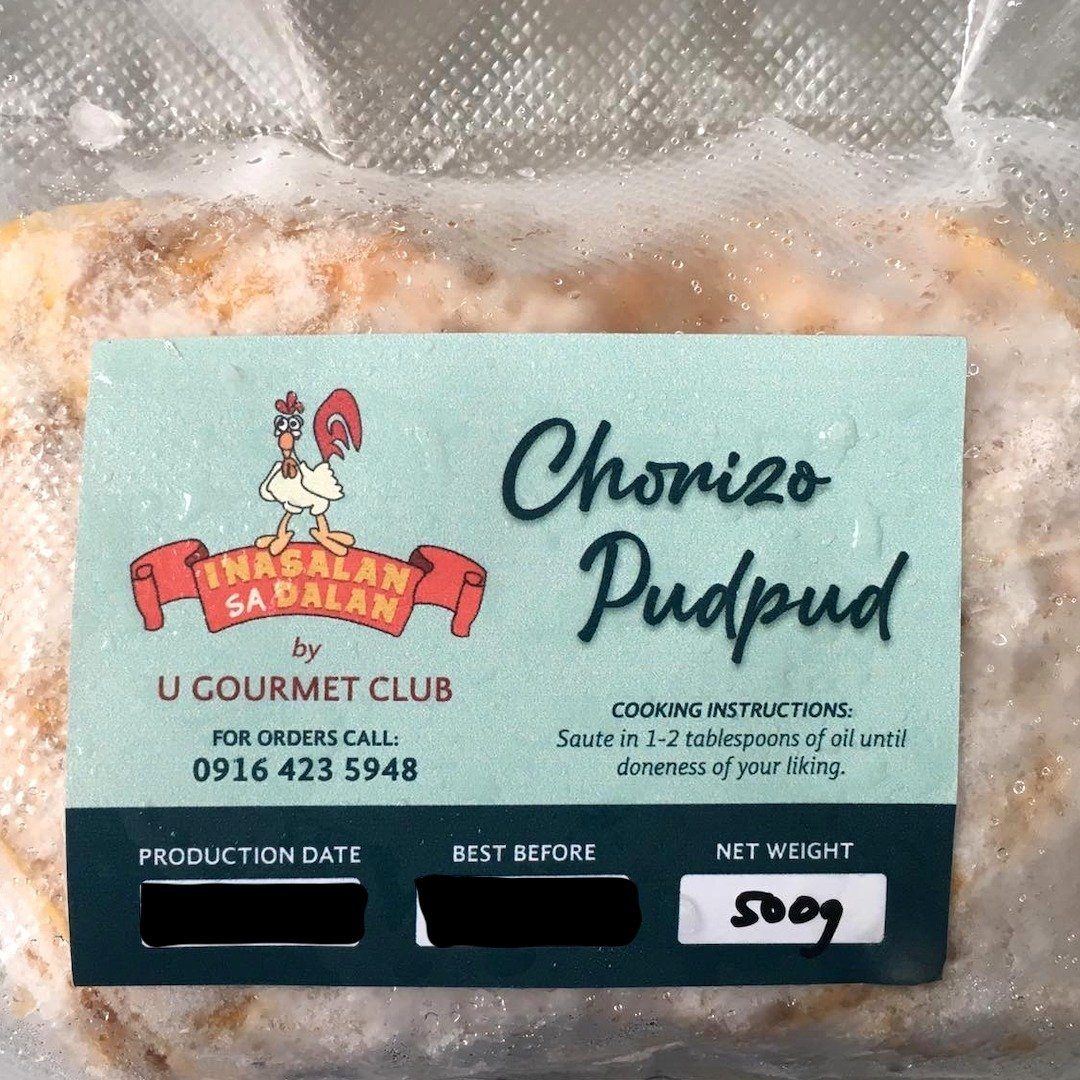 INASALAN
SA DALAN
by
U GOURMET CLUB
FOR ORDERS CALL:
0916 423 5948
Chorizo
Pudpud
COOKING INSTRUCTIONS:
Saute in 1-2 tablespoons of oil until
doneness of your liking.
PRODUCTION DATE
BEST BEFORE
NET WEIGHT
500g